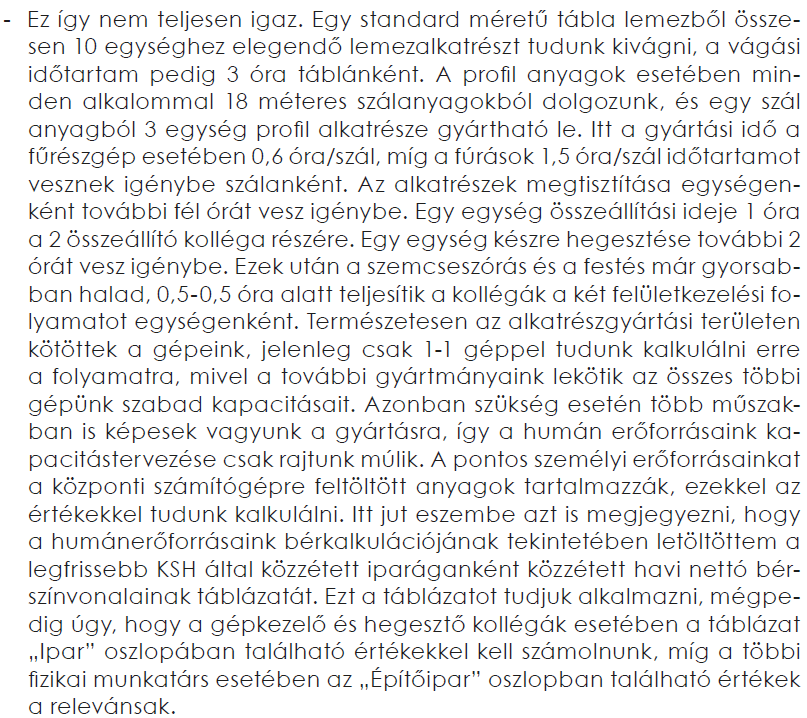 - Ez így nem teljesen igaz. Egy standard méretű tábla lemezből össze-
sen 10 egységhez elegendő lemezalkatrészt tudunk kivágni, a vágási
időtartam pedig 3 óra táblánként. A profil anyagok esetében min-
den alkalommal 18 méteres szálanyagokból dolgozunk, és egy szál
anyagból 3 egység profil alkatrésze gyártható le. Itt a gyártási idő a
fűrészgép esetében 0,6 óra/szál, míg a fúrások 1,5 óra/szál időtartamot
vesznek igénybe szálanként. Az alkatrészek megtisztítása egységen-
ként további fél órát vesz igénybe. Egy egység összeállítási ideje 1 óra
a 2 összeállító kolléga részére. Egy egység készre hegesztése további 2
órát vesz igénybe. Ezek után a szemcseszórás és a festés már gyorsab-
ban halad, 0,5-0,5 óra alatt teljesítik a kollégák a két felületkezelési fo-
lyamatot egységenként. Természetesen az alkatrészgyártási területen
kötöttek a gépeink, jelenleg csak 1-1 géppel tudunk kalkulálni erre
a folyamatra, mivel a további gyártmányaink lekötik az összes többi
gépünk szabad kapacitásait. Azonban szükség esetén több műszak-
ban is képesek vagyunk a gyártásra, így a humán erőforrásaink ka-
pacitástervezése csak rajtunk múlik. A pontos személyi erőforrásainkat
a központi számítógépre feltöltött anyagok tartalmazzák, ezekkel az
értékekkel tudunk kalkulálni. Itt jut eszembe azt is megjegyezni, hogy
a humánerőforrásaink bérkalkulációjának tekintetében letöltöttem a
legfrissebb KSH által közzétett iparáganként közzétett havi nettó bér-
színvonalainak táblázatát. Ezt a táblázatot tudjuk alkalmazni, mégpe-
dig úgy, hogy a gépkezelő és hegesztő kollégák esetében a táblázat
„Ipar” oszlopában található értékekkel kell számolnunk, míg a többi
fizikai munkatárs esetében az „Építőipar” oszlopban található értékek
a relevánsak.